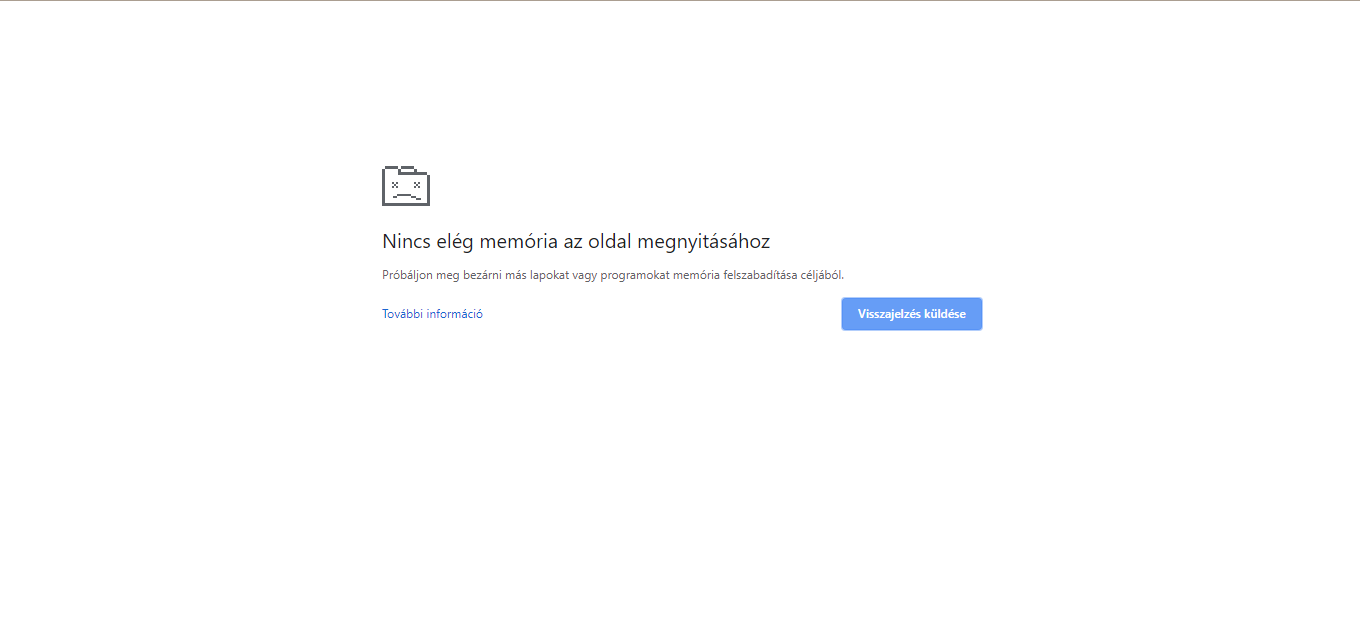 Nincs elég memória az oldal megnyitásához
Próbáljon meg bezárni más lapokat vagy programokat memória felszabadítása céljából.
További információ
Visszajelzés küldése